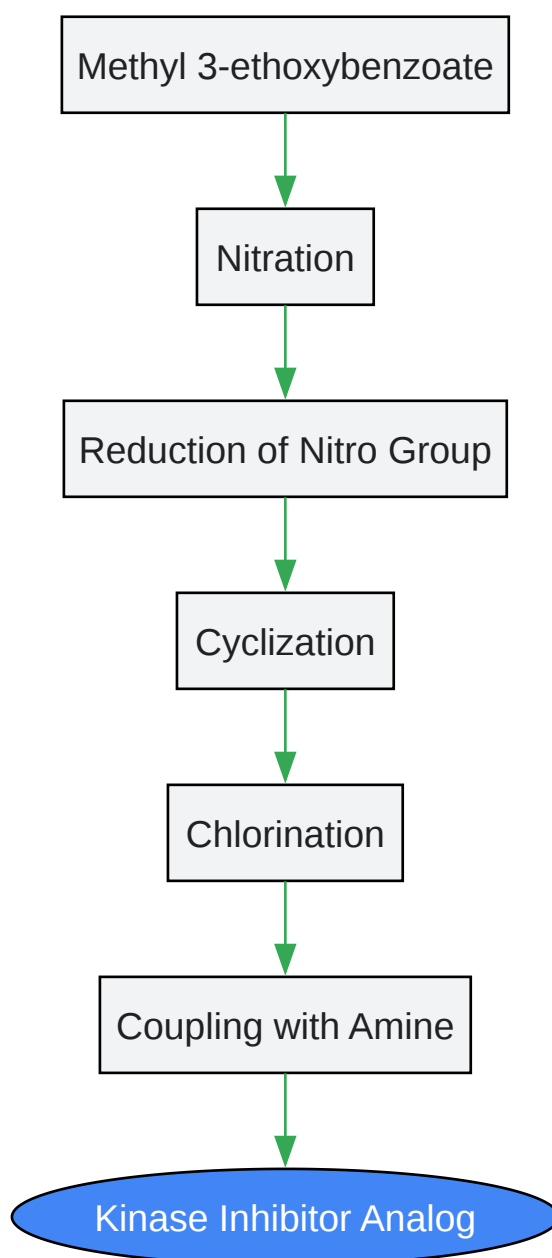 Methyl 3-ethoxybenzoate
Nitration
Reduction of Nitro Group
Cyclization
Chlorination
Coupling with Amine
Kinase Inhibitor Analog